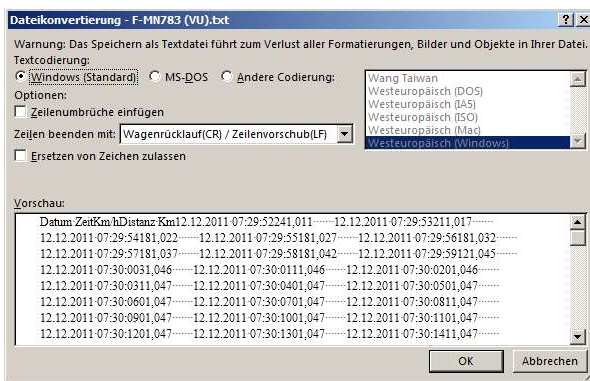 Dateikonvertierung - F-MN783 (VU).txt
Warnung: Das Speichern als Textdatei führt zum Verlust aller Formatierungen, Bilder und Objekte in Ihrer Datei.
Textcodierung:
Windows (Standard) MS-DOS Andere Codierung:
Wang Taiwan
Westeuropäisch (DOS)
Westeuropäisch (IA5)
Westeuropäisch (ISO)
Westeuropäisch (Mac)
Westeuropäisch (Windows)
Optionen:
Zeilenumbrüche einfügen
Zeilen beenden mit: Wagenrücklauf(CR) / Zeilenvorschub(LF)
Ersetzen von Zeichen zulassen
Vorschau:
Datum·ZeitKm/hDistanz·Km12.12.2011·07:29:52241,011·······12.12.2011·07:29:53211,017·······
12.12.2011·07:29:54181,022·······12.12.2011·07:29:55181,027·······12.12.2011·07:29:56181,032·······
12.12.2011·07:29:57181,037·······12.12.2011·07:29:58181,042·······12.12.2011·07:29:59121,045·······
12.12.2011·07:30:0031,046·······12.12.2011·07:30:0111,046·······12.12.2011·07:30:0201,046·······
12.12.2011·07:30:0311,047·······12.12.2011·07:30:0401,047·······12.12.2011·07:30:0501,047·······
12.12.2011·07:30:0601,047·······12.12.2011·07:30:0701,047·······12.12.2011·07:30:0811,047·······
12.12.2011·07:30:0901,047·······12.12.2011·07:30:1001,047·······12.12.2011·07:30:1101,047·······
12.12.2011·07:30:1201,047·······12.12.2011·07:30:1301,047·······12.12.2011·07:30:1411,047·······
OK Abbrechen